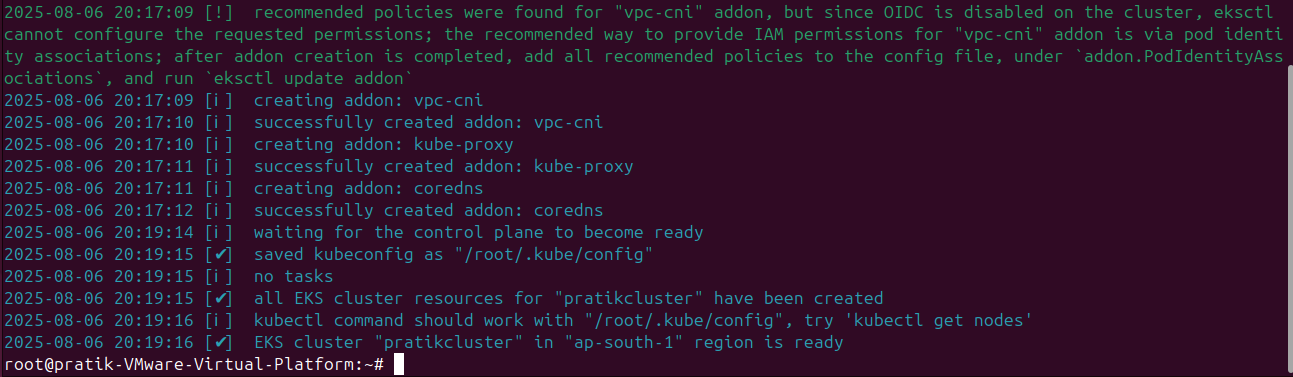 2025-08-06 20:17:09 [!]  recommended policies were found for "vpc-cni" addon, but since OIDC is disabled on the cluster, eksctl
cannot configure the requested permissions; the recommended way to provide IAM permissions for "vpc-cni" addon is via pod identi
ty associations; after addon creation is completed, add all recommended policies to the config file, under `addon.PodIdentityAss
ociations`, and run `eksctl update addon`
2025-08-06 20:17:09 [ℹ]  creating addon: vpc-cni
2025-08-06 20:17:10 [ℹ]  successfully created addon: vpc-cni
2025-08-06 20:17:10 [ℹ]  creating addon: kube-proxy
2025-08-06 20:17:11 [ℹ]  successfully created addon: kube-proxy
2025-08-06 20:17:11 [ℹ]  creating addon: coredns
2025-08-06 20:17:12 [ℹ]  successfully created addon: coredns
2025-08-06 20:19:14 [ℹ]  waiting for the control plane to become ready
2025-08-06 20:19:15 [✔]  saved kubeconfig as "/root/.kube/config"
2025-08-06 20:19:15 [ℹ]  no tasks
2025-08-06 20:19:15 [✔]  all EKS cluster resources for "pratikcluster" have been created
2025-08-06 20:19:16 [ℹ]  kubectl command should work with "/root/.kube/config", try 'kubectl get nodes'
2025-08-06 20:19:16 [✔]  EKS cluster "pratikcluster" in "ap-south-1" region is ready
root@pratik-VMware-Virtual-Platform:~#